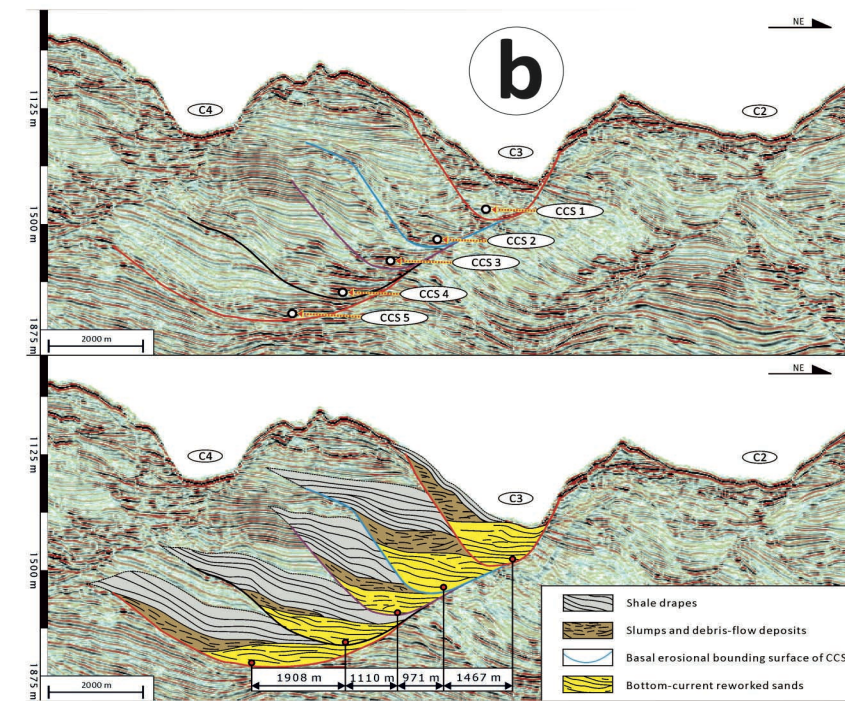 NE
b
C4
C3
C2
1125 m
1500 m
1875 m
CCS 1
CCS 2
CCS 3
CCS 4
CCS 5
2000 m
NE
C4
C3
C2
1125 m
1500 m
1875 m
Shale drapes
Slumps and debris-flow deposits
Basal erosional bounding surface of CCS
Bottom-current reworked sands
1908 m
1110 m
971 m
1467 m
2000 m